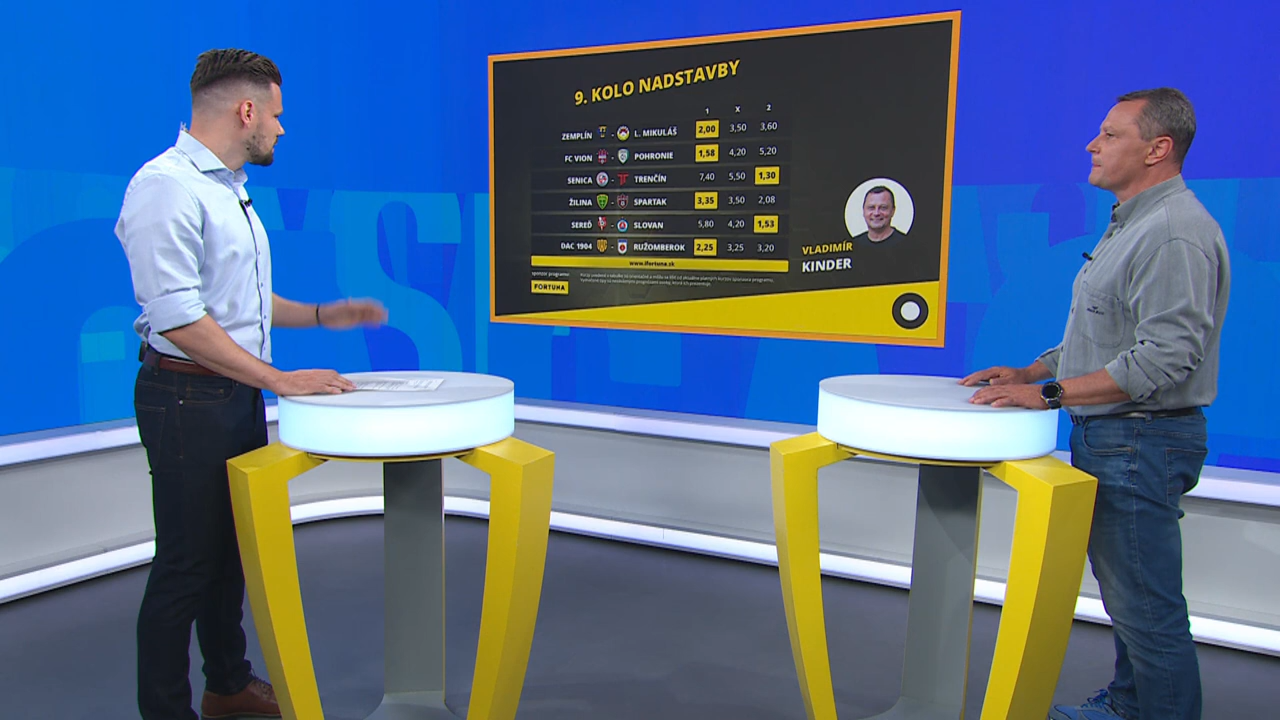 9. KOLO NADSTAVBY
1 X 2
ZEMPLÍN - L. MIKULÁŠ 2,00 3,50 3,60
FC VION - POHRONIE 1,58 4,20 5,20
SENICA - TRENČÍN 7,40 5,50 1,30
ŽILINA - SPARTAK 3,35 3,50 2,08
SEREĎ - SLOVAN 5,80 4,20 1,53
DAC 1904 - RUŽOMBEROK 2,25 3,25 3,20
www.ifortuna.sk
sponzor programu:
FORTUNA
VLADIMÍR
KINDER